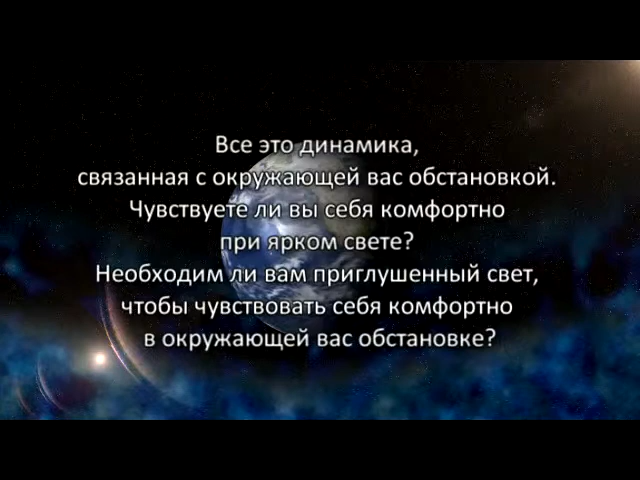 Все это динамика,
связанная с окружающей вас обстановкой.
Чувствуете ли вы себя комфортно
при ярком свете?
Необходим ли вам приглушенный свет,
чтобы чувствовать себя комфортно
в окружающей вас обстановке?